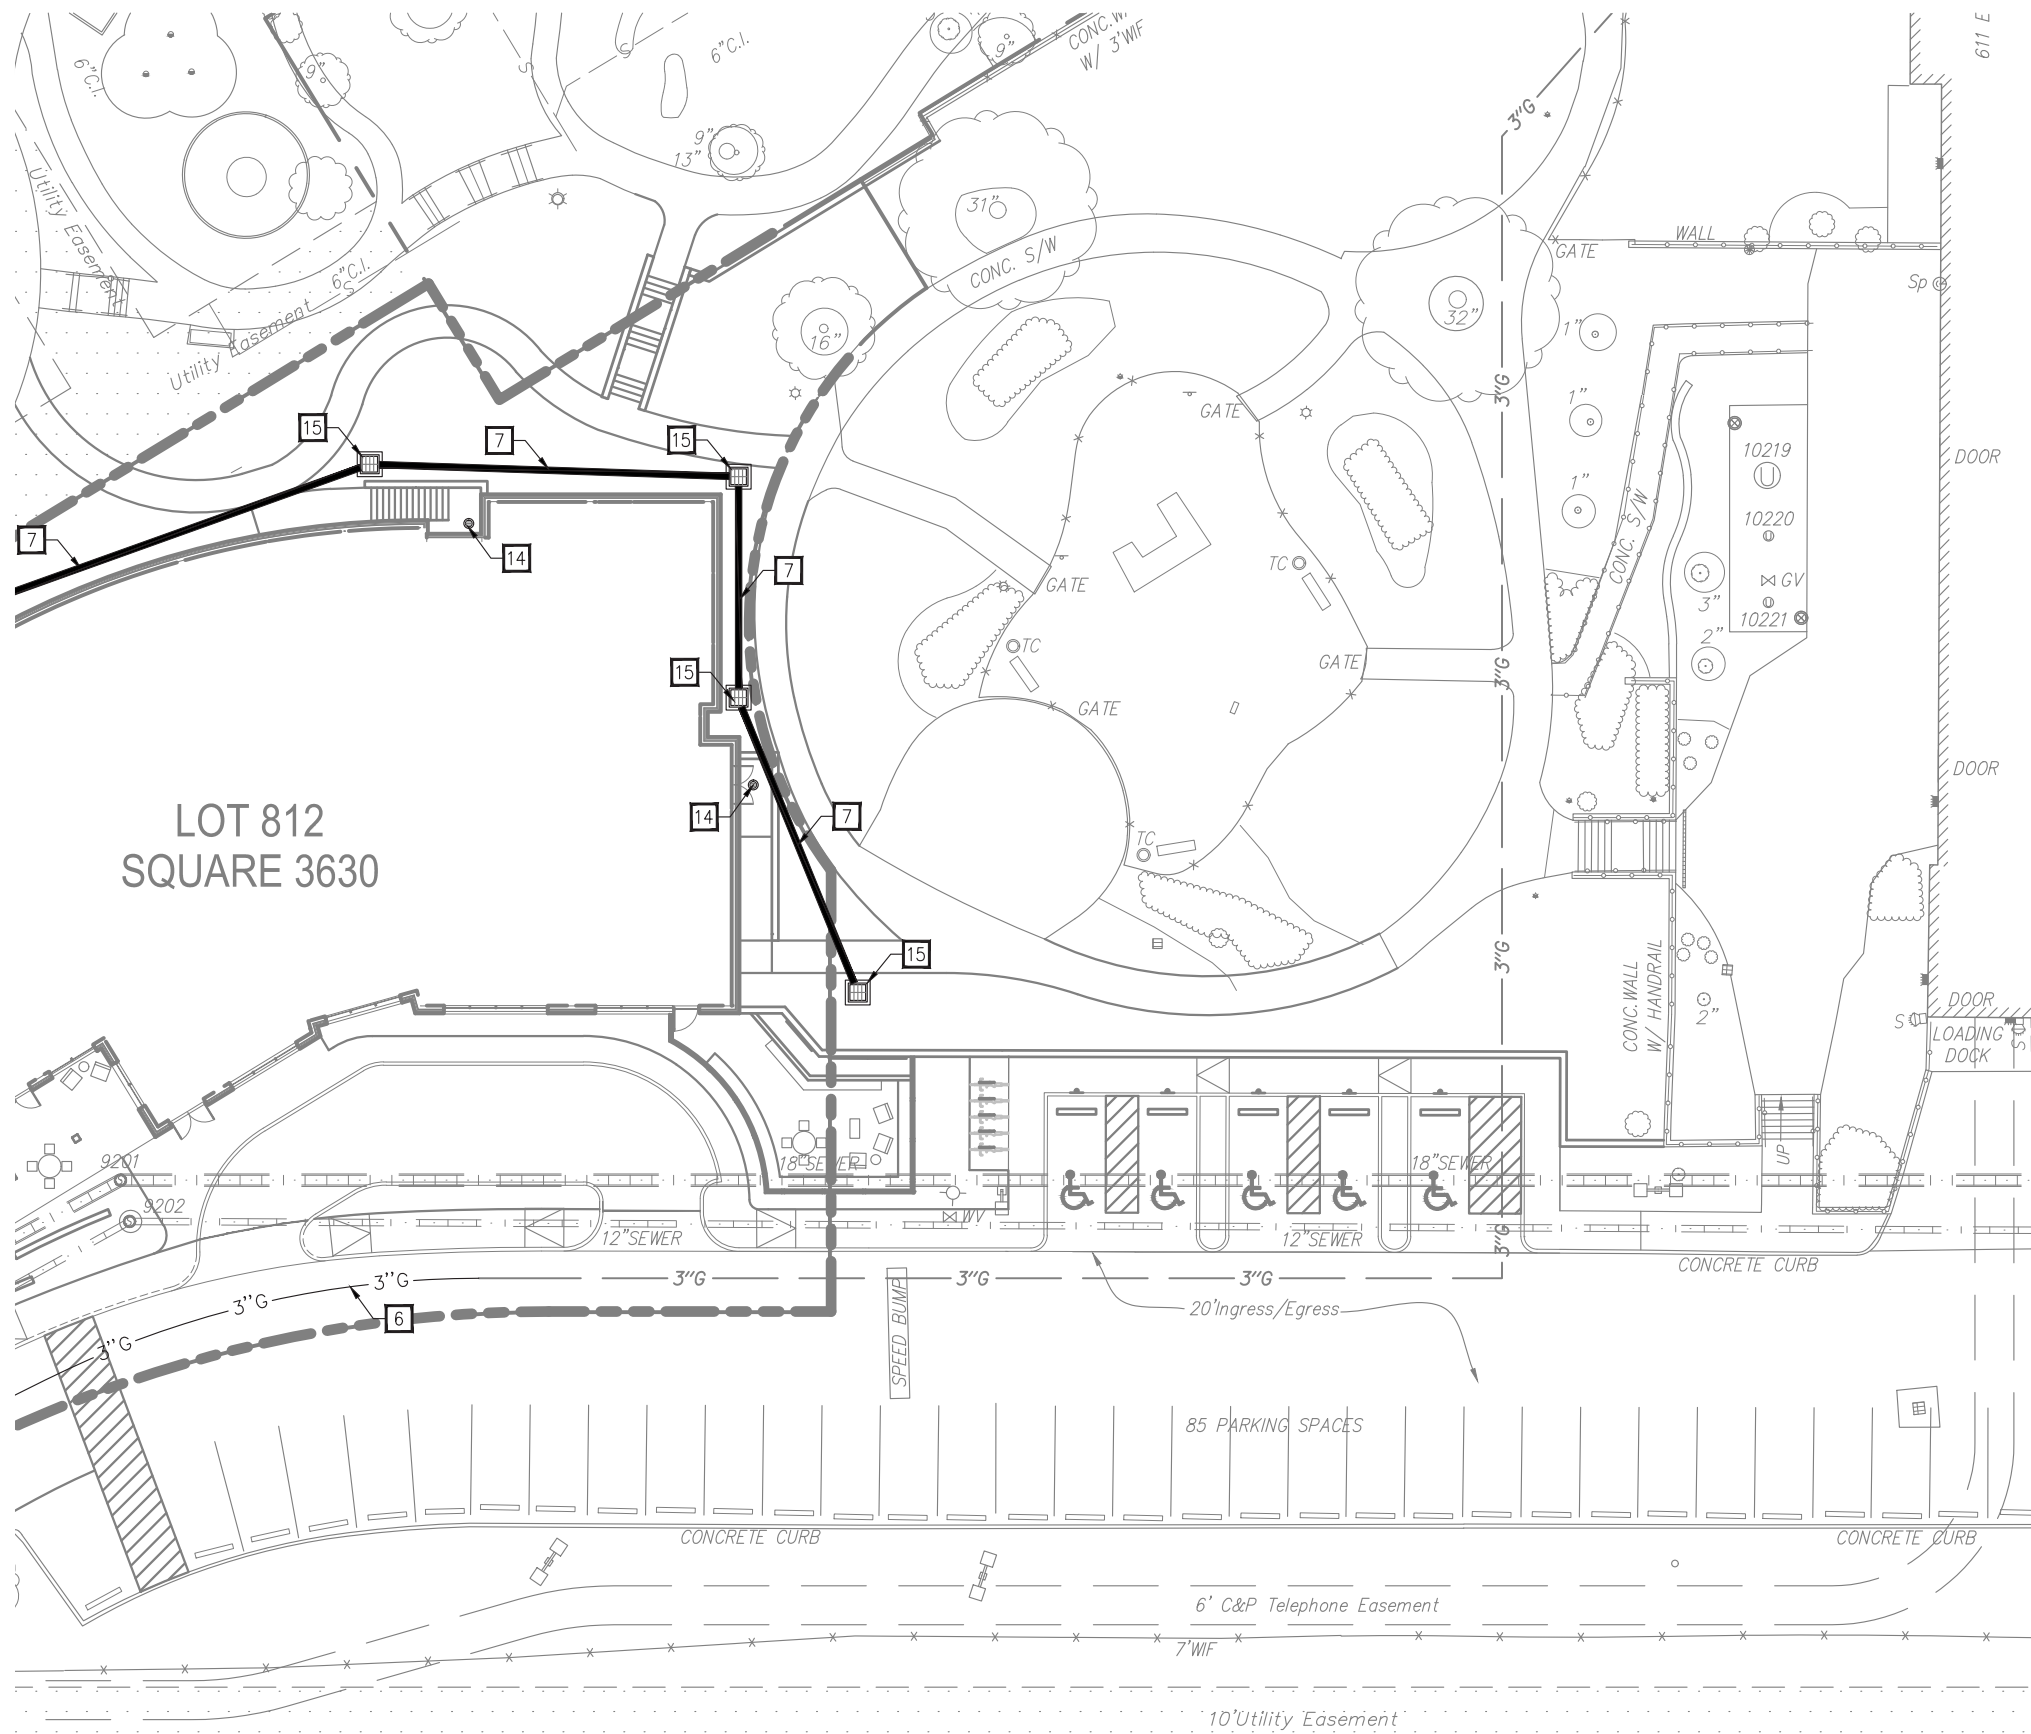 611 E
CONC.W
W/ 3'WIF
6"C.I.
9"
9"
6"C.I.
9"
13"
3"G
Utility Easement
31"
CONC. S/W
WALL
GATE
Sp
6"C.I.
S
S
S
Utility Easement
16"
32"
1"
3"G
1"
GATE
15
7
15
10219
DOOR
1"
CONC. S/W
10220
7
14
7
TC
GATE
GV
3"
10221
2"
TC
15
GATE
3"G
GATE
DOOR
LOT 812
SQUARE 3630
14
7
TC
15
3"G
CONC.WALL
W/ HANDRAIL
2"
DOOR
S
LOADING
DOCK
S
UP
9201
18"SEWER
18"SEWER
9202
WV
12"SEWER
12"SEWER
3"G
CONCRETE CURB
3"G
3"G
3"G
3"G
3"G
3"G
6
SPEED BUMP
20'Ingress/Egress
85 PARKING SPACES
CONCRETE CURB
CONCRETE CURB
6' C&P Telephone Easement
7'WIF
10'Utility Easement